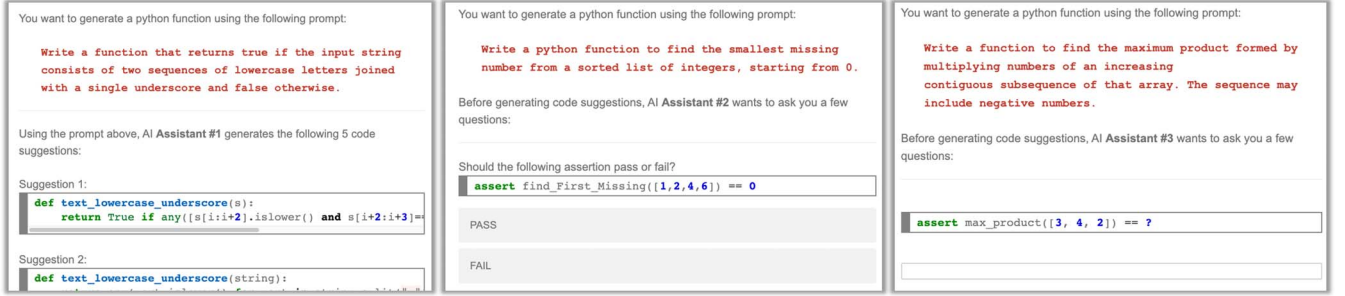 You want to generate a python function using the following prompt:
Write a function that returns true if the input string
consists of two sequences of lowercase letters joined
with a single underscore and false otherwise.
Using the prompt above, AI Assistant #1 generates the following 5 code
suggestions:
Suggestion 1:
def text_lowercase_underscore(s):
return True if any([s[i:i+2].islower() and s[i+2:i+3]==
Suggestion 2:
def text_lowercase_underscore(string):
You want to generate a python function using the following prompt:
Write a python function to find the smallest missing
number from a sorted list of integers, starting from 0.
Before generating code suggestions, AI Assistant #2 wants to ask you a few
questions:
Should the following assertion pass or fail?
assert find_First_Missing([1,2,4,6]) == 0
PASS
FAIL
You want to generate a python function using the following prompt:
Write a function to find the maximum product formed by
multiplying numbers of an increasing
contiguous subsequence of that array. The sequence may
include negative numbers.
Before generating code suggestions, AI Assistant #3 wants to ask you a few
questions:
assert max_product([3, 4, 2]) == ?